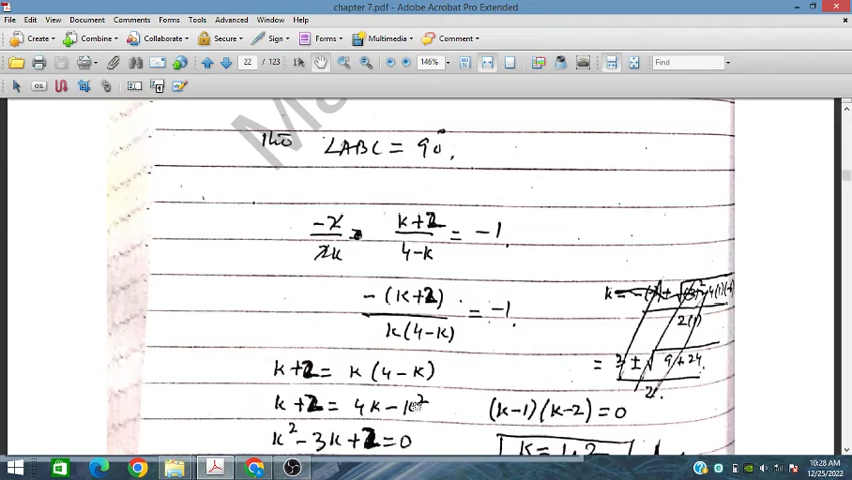 chapter 7.pdf - Adobe Acrobat Pro Extended
File Edit View Document Comments Forms Tools Advanced Window Help
Create Combine Collaborate Secure Sign Forms Multimedia Comment
22 / 123 146% Find
∠ABC = 90°.
-2/2k · (k+2)/(4-k) = -1.
-(k+2)/k(4-k) = -1.
k+2 = k(4-k)
k+2 = 4k-k²
k²-3k+2=0
= 3 ± √9+24
2
(k-1)(k-2)=0
K=1,2
10:28 AM
12/25/2022